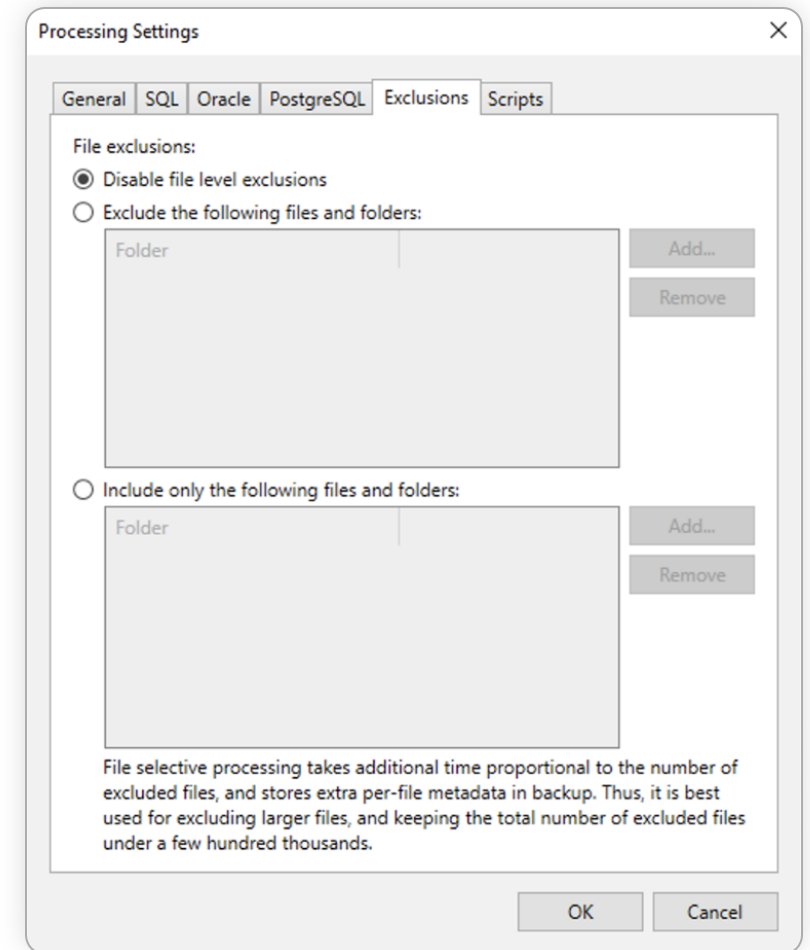 Processing Settings
General SQL Oracle PostgreSQL Exclusions Scripts
File exclusions:
Disable file level exclusions
Exclude the following files and folders:
Folder
Add...
Remove
Include only the following files and folders:
Folder
Add...
Remove
File selective processing takes additional time proportional to the number of
excluded files, and stores extra per-file metadata in backup. Thus, it is best
used for excluding larger files, and keeping the total number of excluded files
under a few hundred thousands.
OK Cancel